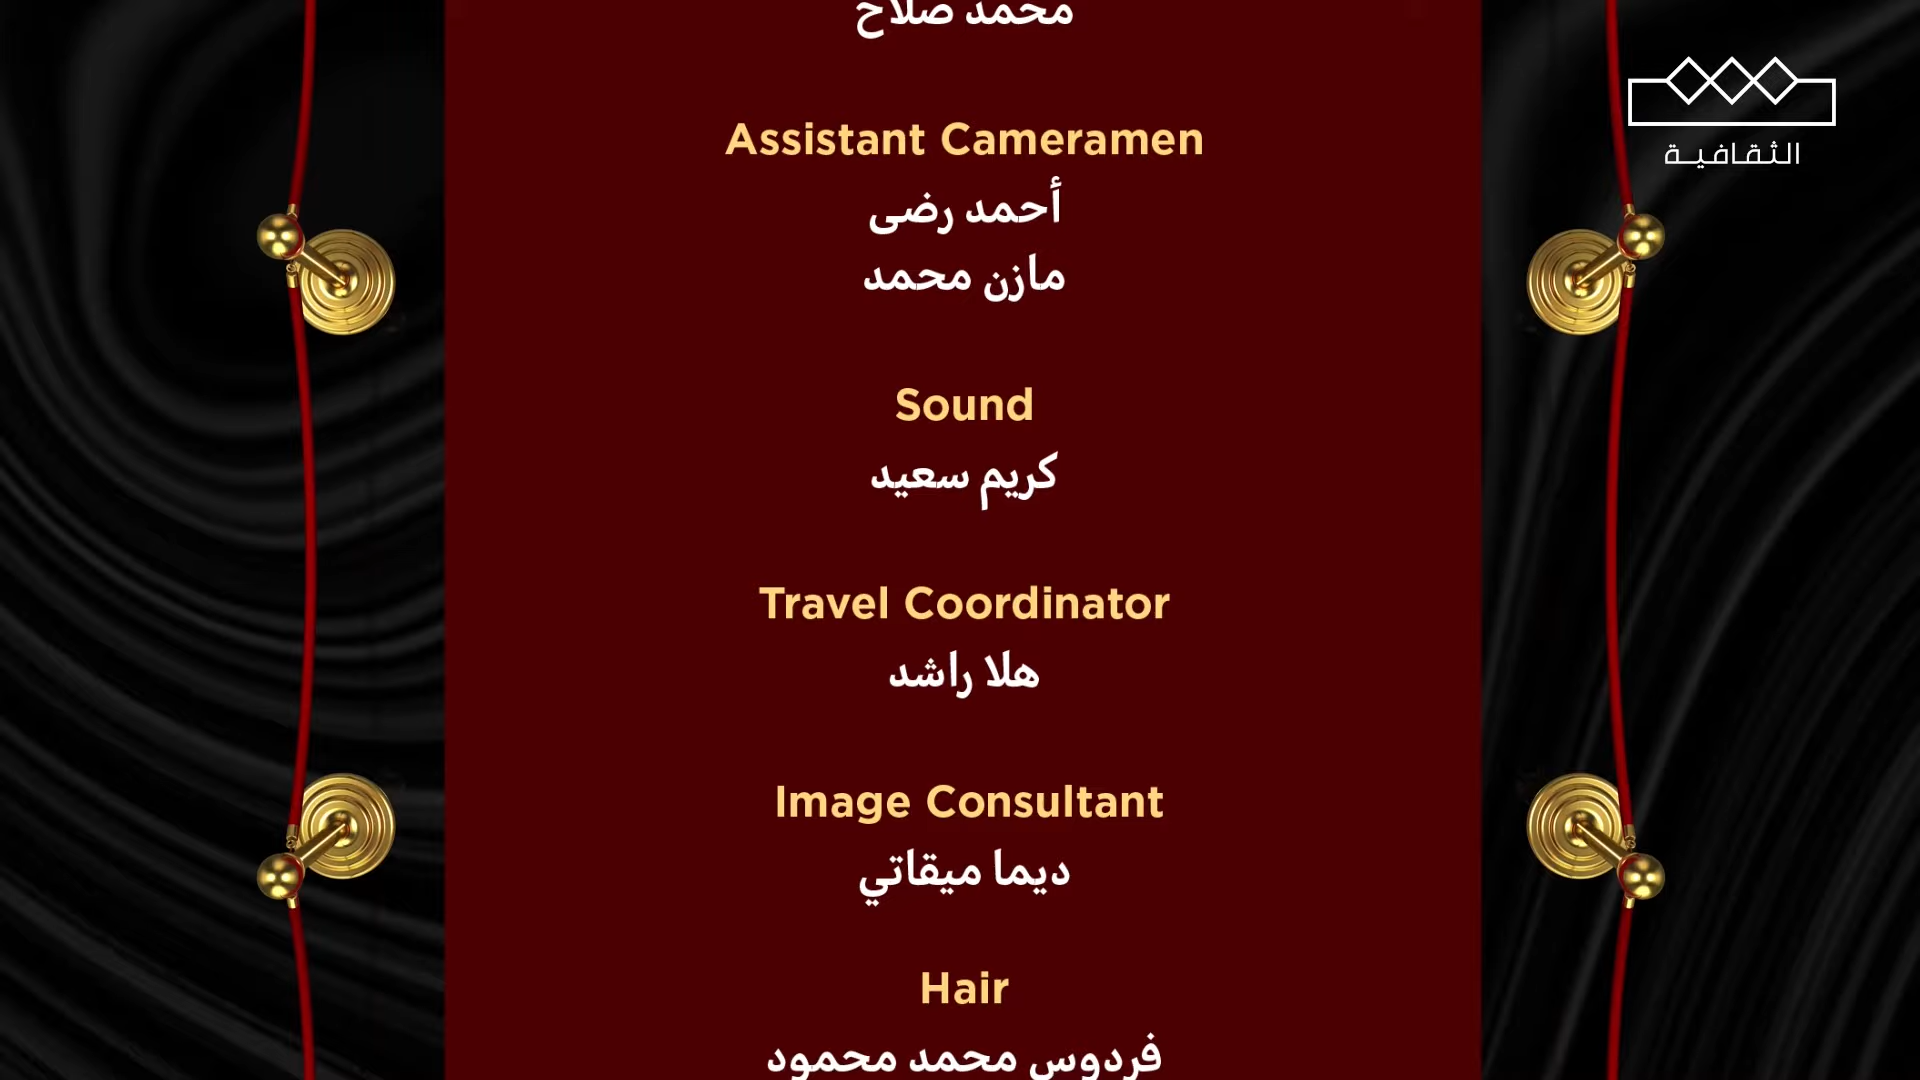 محمد صلاح
الثقافية
Assistant Cameramen
أحمد رضى
مازن محمد
Sound
كريم سعيد
Travel Coordinator
هلا راشد
Image Consultant
ديما ميقاتي
Hair
فردوس محمد محمود